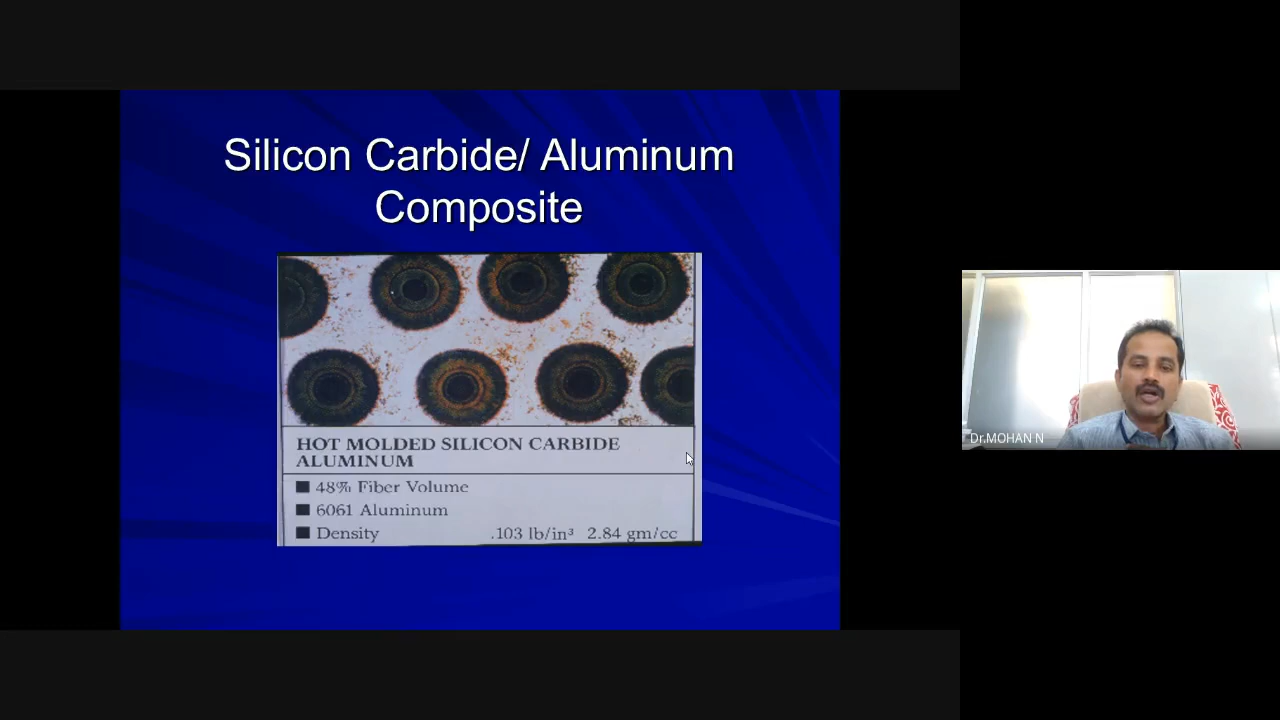 Silicon Carbide/ Aluminum
Composite
HOT MOLDED SILICON CARBIDE
ALUMINUM
■ 48% Fiber Volume
■ 6061 Aluminum
■ Density .103 lb/in³ 2.84 gm/cc
Dr.MOHAN N